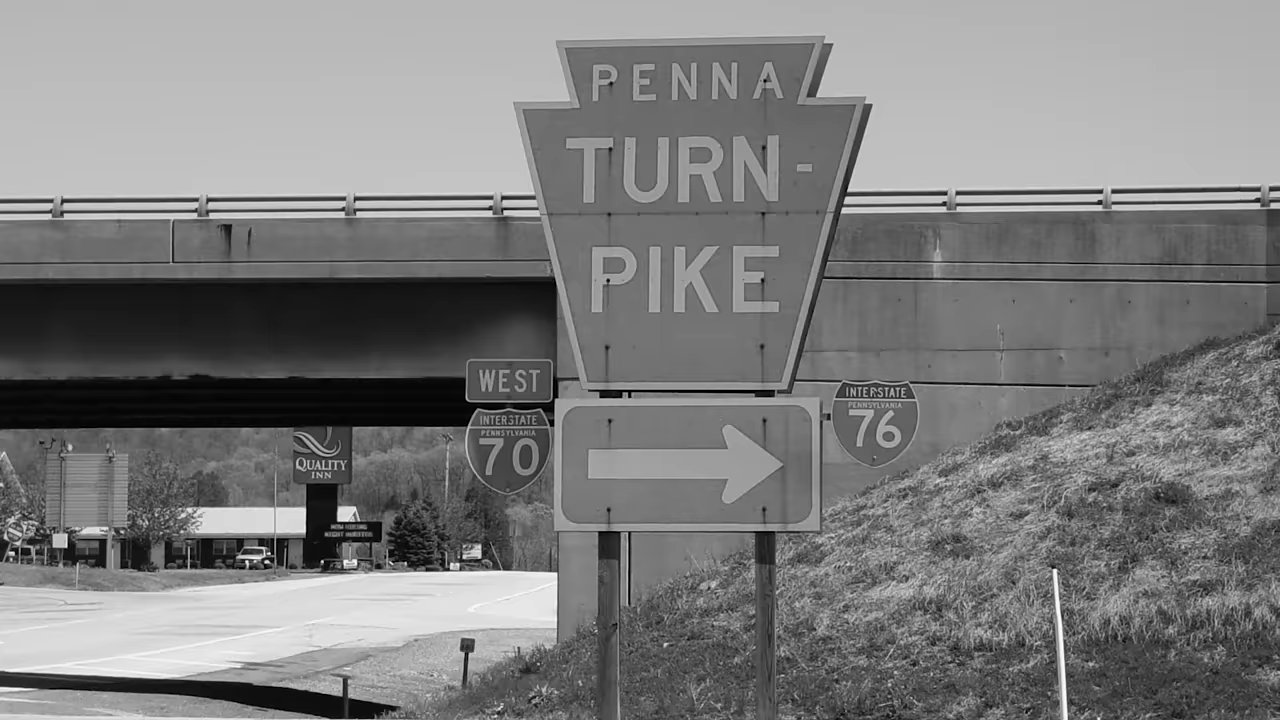 PENNA
TURN-
PIKE
WEST
INTERSTATE
PENNSYLVANIA
70
INTERSTATE
PENNSYLVANIA
76
QUALITY
INN